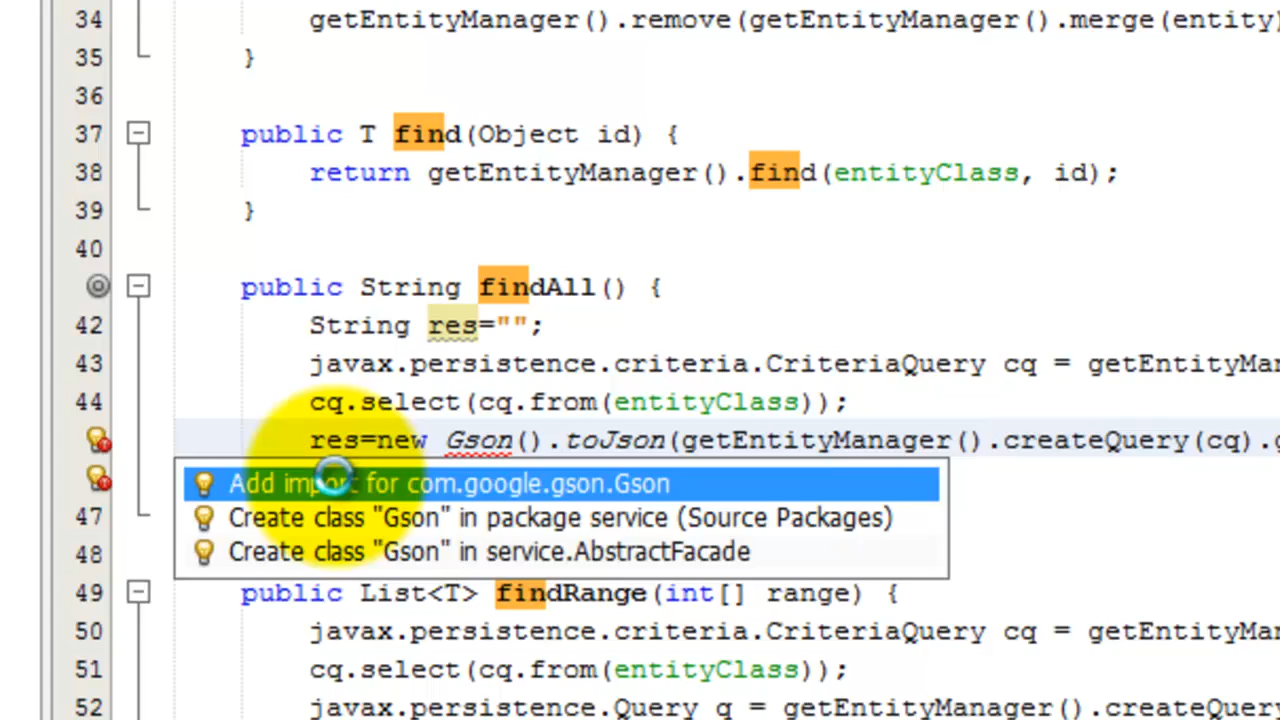 34 getEntityManager().remove(getEntityManager().merge(entity)
35 }
36
37 public T find(Object id) {
38 return getEntityManager().find(entityClass, id);
39 }
40
public String findAll() {
42 String res="";
43 javax.persistence.criteria.CriteriaQuery cq = getEntityMan
44 cq.select(cq.from(entityClass));
res=new Gson().toJson(getEntityManager().createQuery(cq).g
Add import for com.google.gson.Gson
47 Create class "Gson" in package service (Source Packages)
48 Create class "Gson" in service.AbstractFacade
49 public List<T> findRange(int[] range) {
50 javax.persistence.criteria.CriteriaQuery cq = getEntityMan
51 cq.select(cq.from(entityClass));
52 javax.persistence.Query q = getEntityManager().createQuery